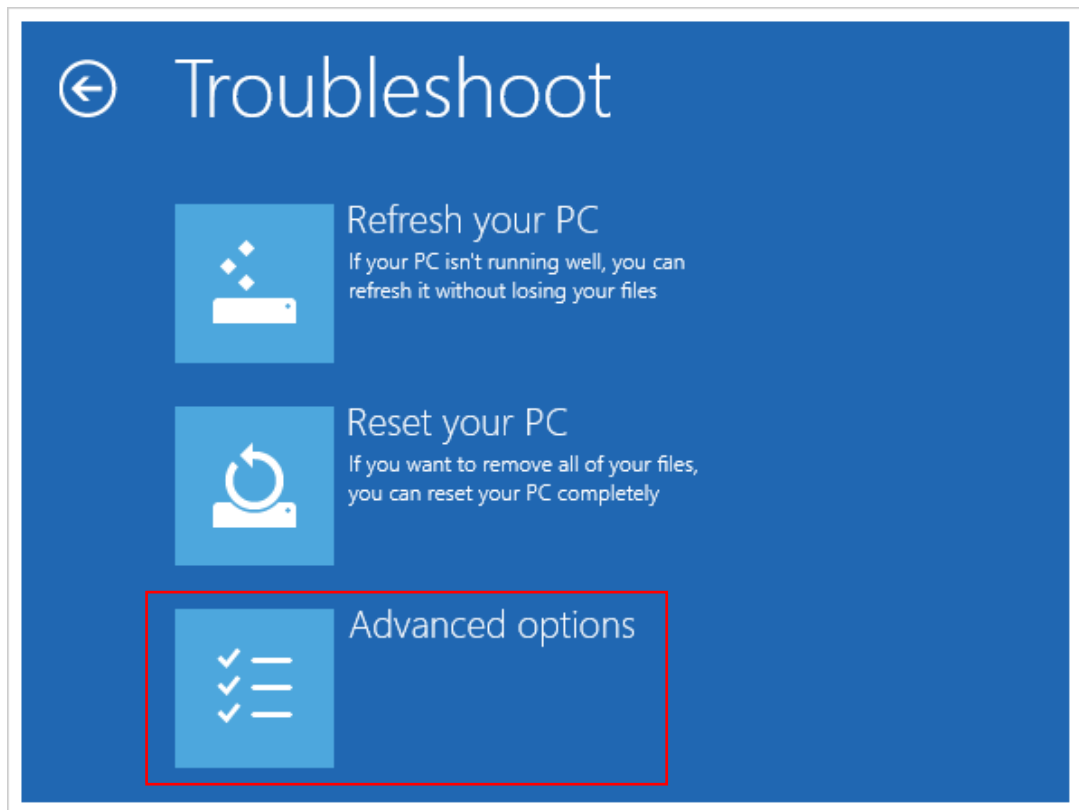 Troubleshoot
Refresh your PC
If your PC isn't running well, you can
refresh it without losing your files
Reset your PC
If you want to remove all of your files,
you can reset your PC completely
Advanced options